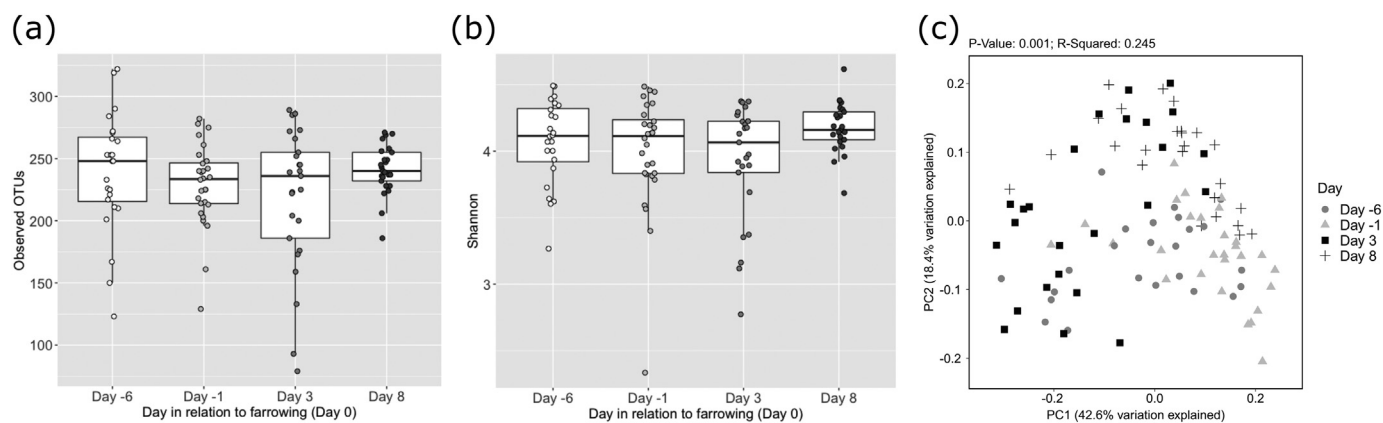 (a)
Observed OTUs
300
250
200
150
100
Day -6
Day -1
Day 3
Day 8
Day in relation to farrowing (Day 0)
(b)
Shannon
4
3
Day -6
Day -1
Day 3
Day 8
Day in relation to farrowing (Day 0)
(c)
P-Value: 0.001; R-Squared: 0.245
PC2 (18.4% variation explained)
0.2
0.1
0.0
-0.1
-0.2
-0.2
0.0
0.2
PC1 (42.6% variation explained)
Day
Day -6
Day -1
Day 3
Day 8